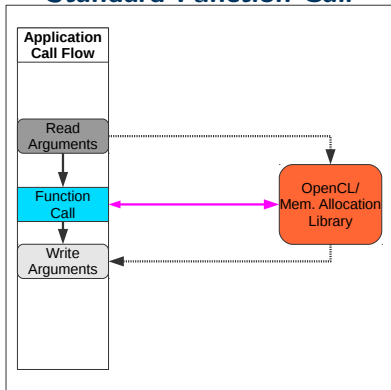 Standard Function Call
Application
Call Flow
Read
Arguments
Function
Call
Write
Arguments
OpenCL/
Mem. Allocation
Library